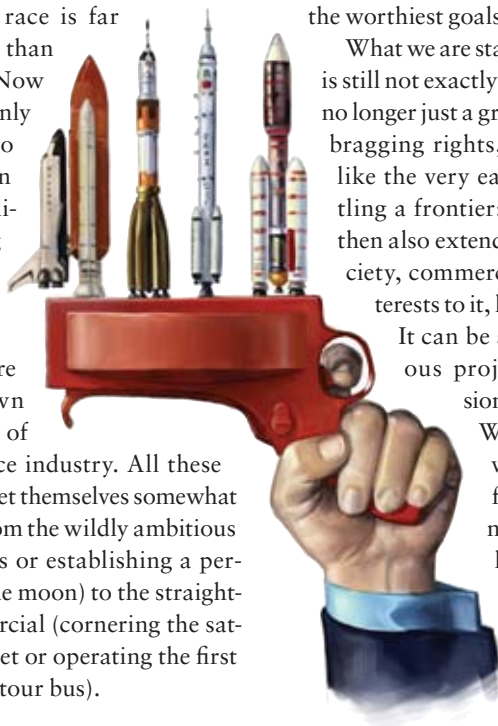 race is far
than
Now
nly
o
n
li-
re
wn
of
ce industry. All these
et themselves somewhat
om the wildly ambitious
s or establishing a per-
e moon) to the straight-
rcial (cornering the sat-
et or operating the first
tour bus).
the worthiest goals
What we are sta
is still not exactly
no longer just a gr
bragging rights,
like the very ea
tling a frontier:
then also extend
ciety, commerc
terests to it,
It can be
ous proj
sion
W